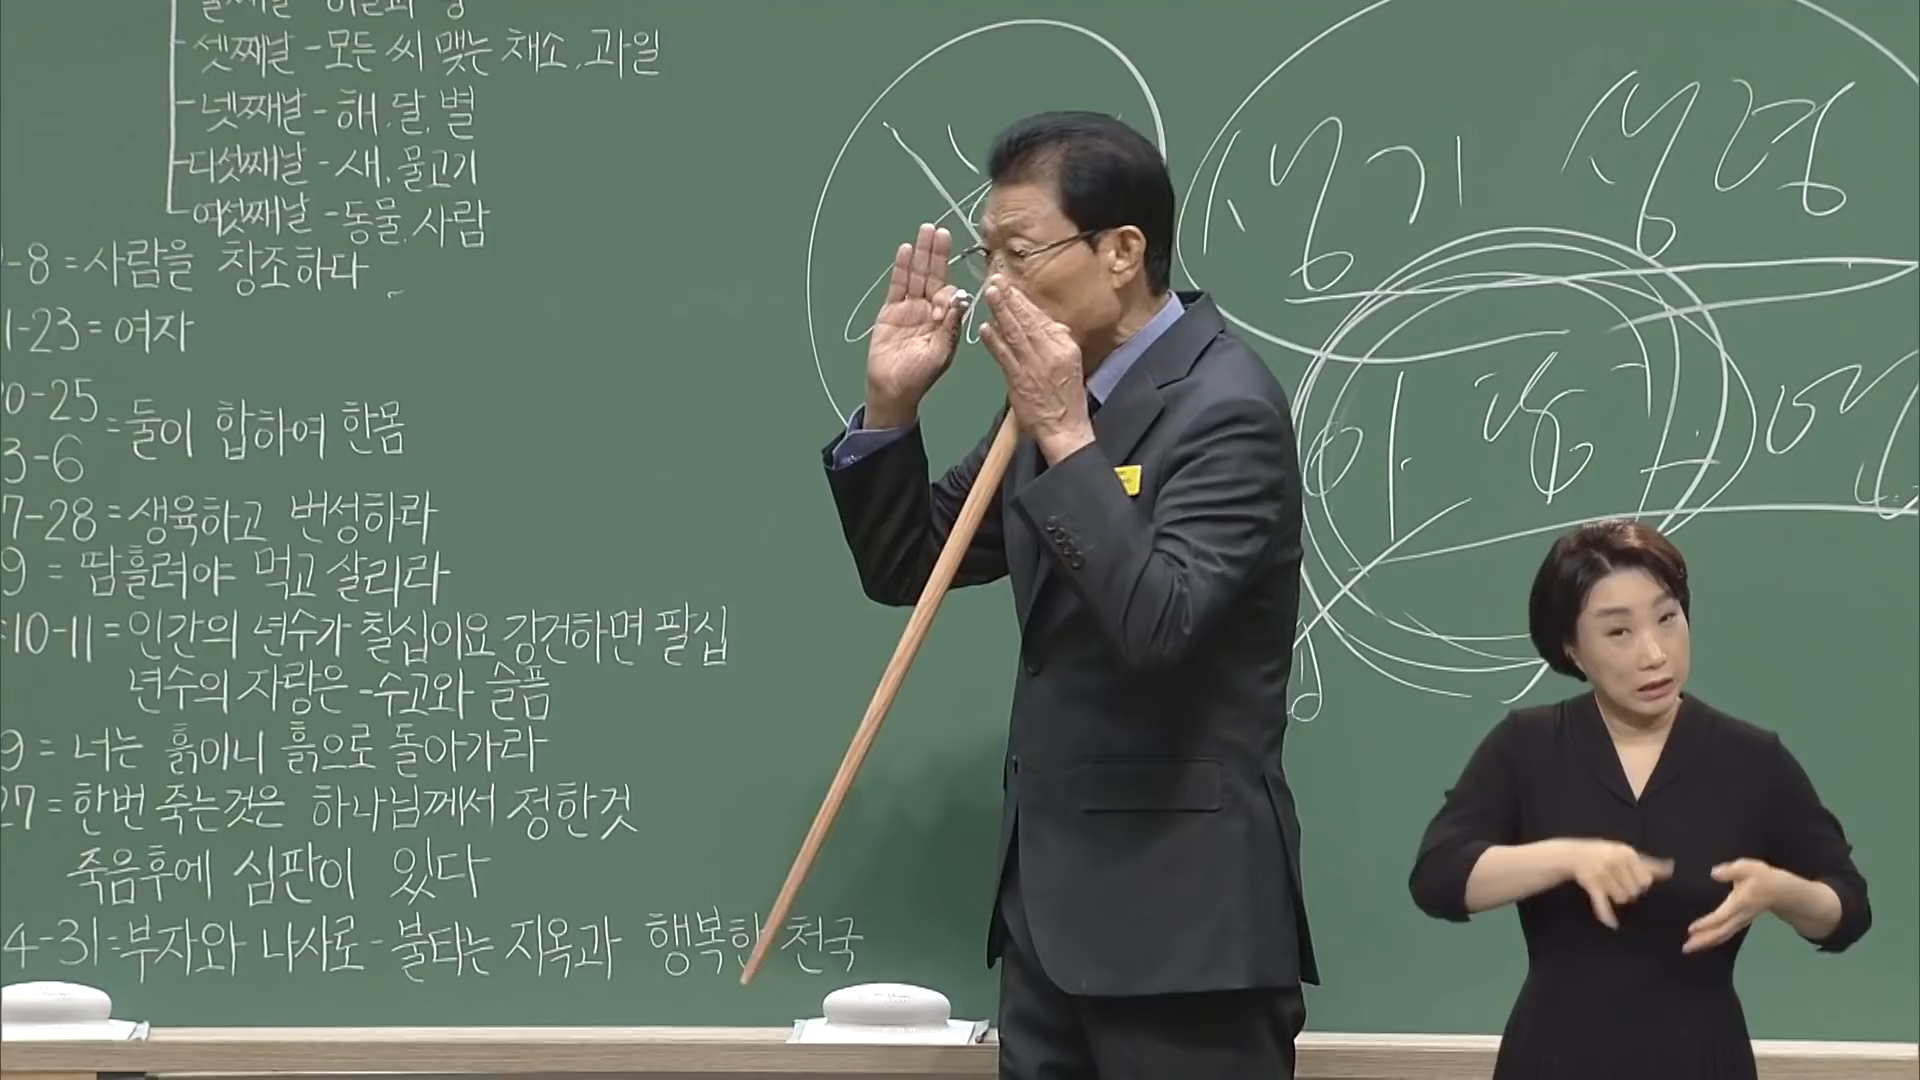 셋째날 - 모든 씨 맺는 채소. 과일
넷째날 - 해. 달. 별
다섯째날 - 새. 물고기
여섯째날 - 동물. 사람
-8 = 사람을 창조하다
1-23 = 여자
0-25
3-6
= 둘이 합하여 한몸
7-28 = 생육하고 번성하라
9 = 땀흘려야 먹고 살리라
:10-11 = 인간의 년수가 칠십이요 강건하면 팔십
년수의 자랑은 - 수고와 슬픔
9 = 너는 흙이니 흙으로 돌아가라
27 = 한번 죽는것은 하나님께서 정한것
죽음후에 심판이 있다
4-31 = 부자와 나사로 - 불타는 지옥과 행복한 천국
생기 생명